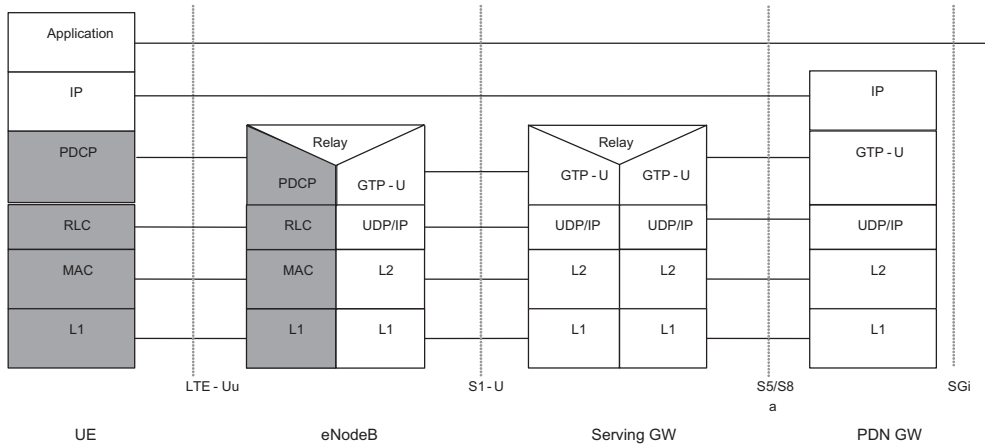 Application
IP
IP
Relay
Relay
PDCP
GTP - U
PDCP
GTP - U
GTP - U
GTP - U
RLC
RLC
UDP/IP
UDP/IP
UDP/IP
UDP/IP
MAC
MAC
L2
L2
L2
L2
L1
L1
L1
L1
L1
L1
LTE - Uu
S1 - U
S5/S8
a
SGi
UE
eNodeB
Serving GW
PDN GW